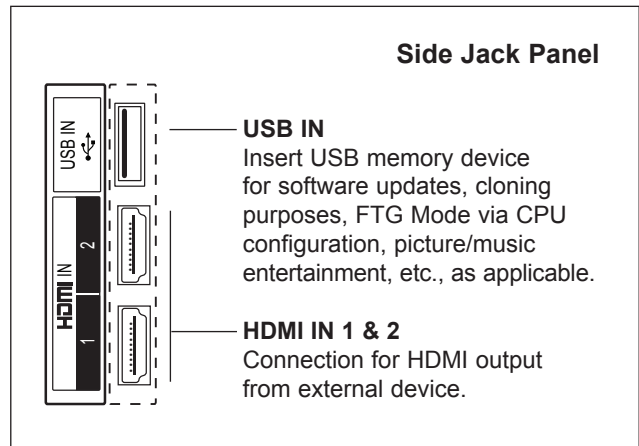 Side Jack Panel
USB IN
USB IN
Insert USB memory device
for software updates, cloning
purposes, FTG Mode via CPU
configuration, picture/music
entertainment, etc., as applicable.
HDMI IN
2
1
HDMI IN 1 & 2
Connection for HDMI output
from external device.